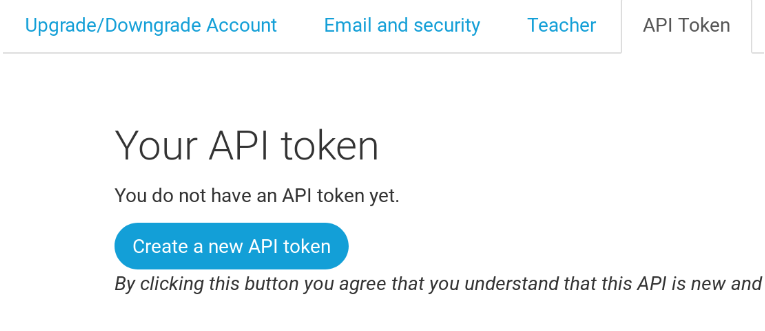 Upgrade/Downgrade Account Email and security Teacher API Token
Your API token
You do not have an API token yet.
Create a new API token
By clicking this button you agree that you understand that this API is new and